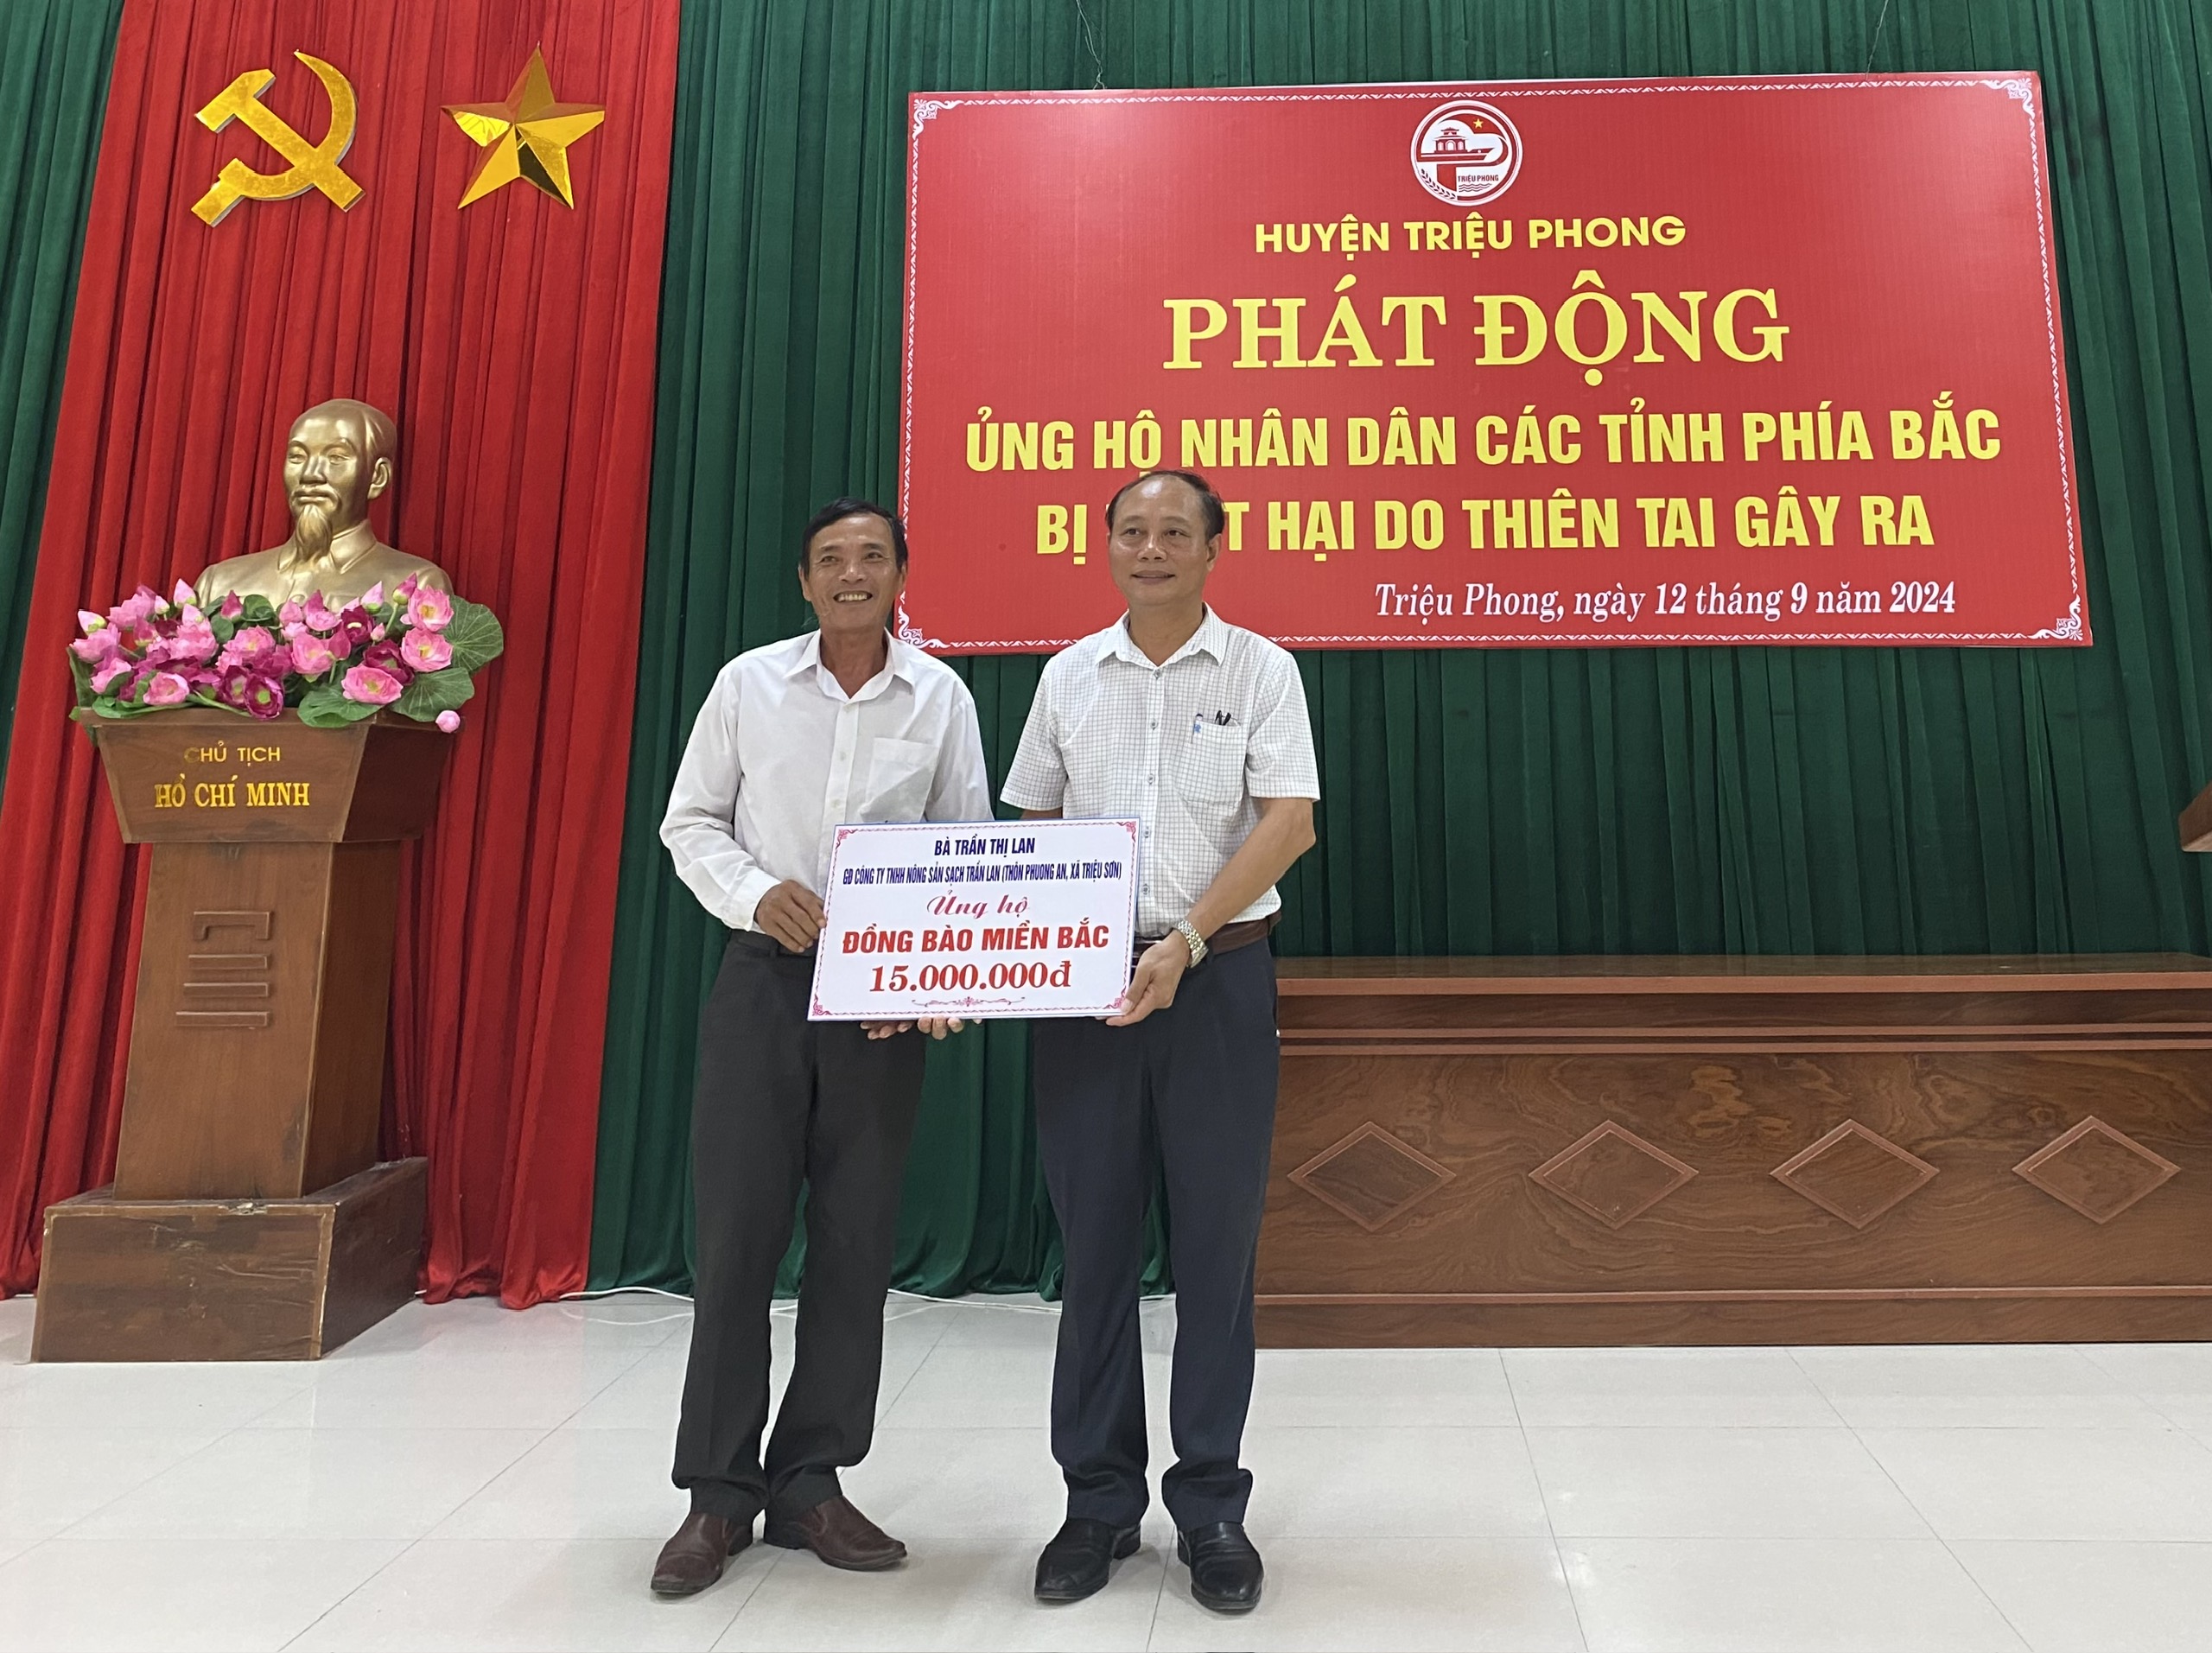 TRIỆU PHONG
HUYỆN TRIỆU PHONG
PHÁT ĐỘNG
ỦNG HỘ NHÂN DÂN CÁC TỈNH PHÍA BẮC
BỊ HẠI DO THIÊN TAI GÂY RA
Triệu Phong, ngày 12 tháng 9 năm 2024
CHỦ TỊCH
HỒ CHÍ MINH
BÀ TRẦN THỊ LAN
GĐ CÔNG TY TNHH NÔNG SẢN SẠCH TRẦN LAN (THÔN PHUONG AN, XÃ TRIỆU SƠN)
Ủng hộ
ĐỒNG BÀO MIỀN BẮC
15.000.000đ